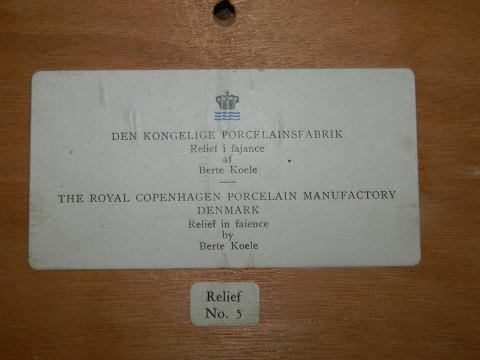 DEN KONGELIGE PORCELAINSFABRIK
Relief i fajance
af
Berte Koele
THE ROYAL COPENHAGEN PORCELAIN MANUFACTORY
DENMARK
Relief in faience
by
Berte Koele
Relief
No. 5